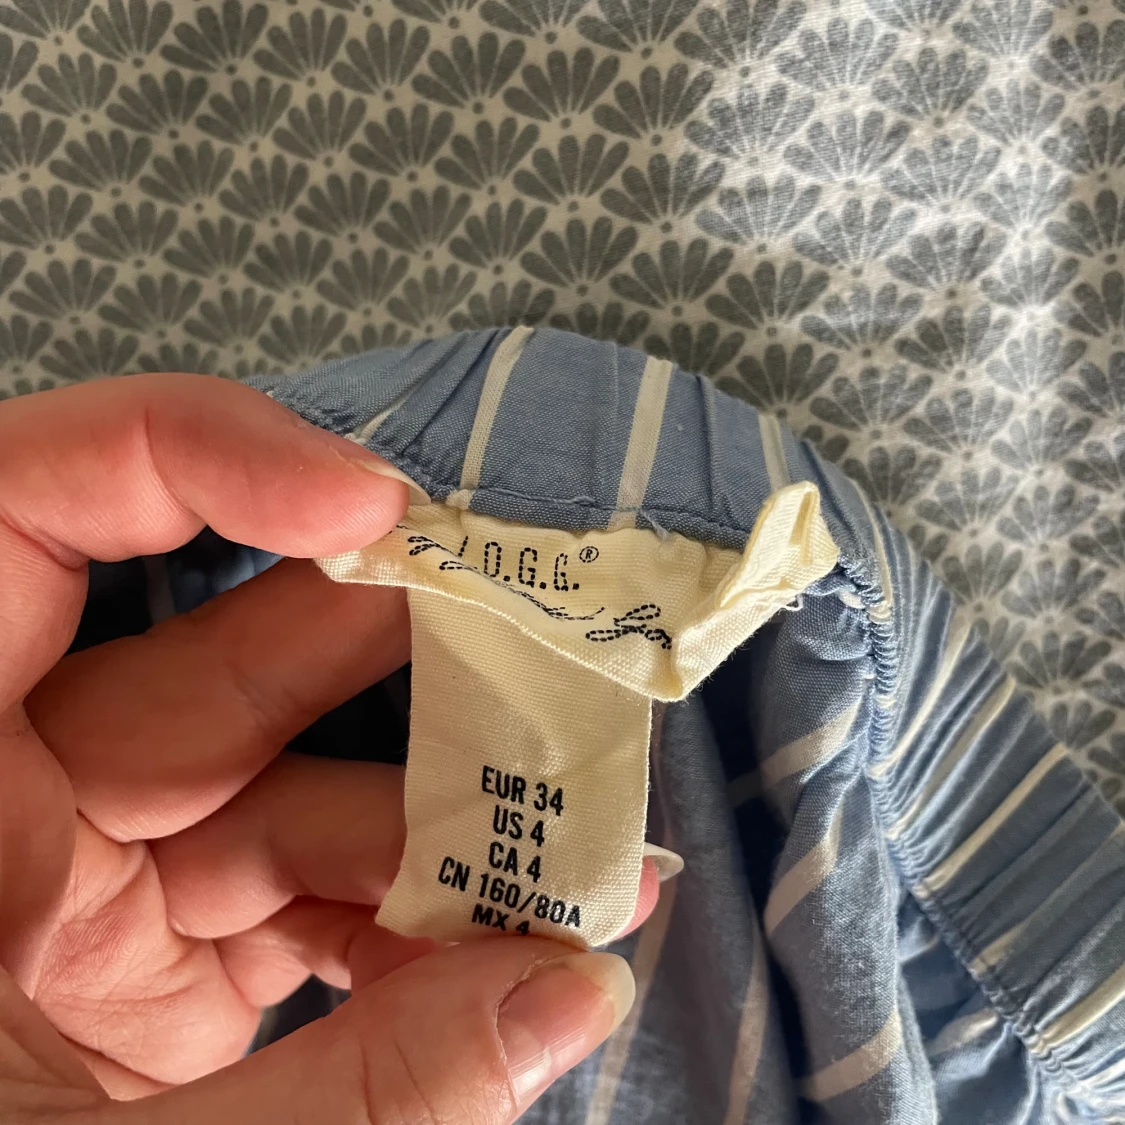 L.O.G.G.®
EUR 34
US 4
CA 4
CN 160/80A
MX 4